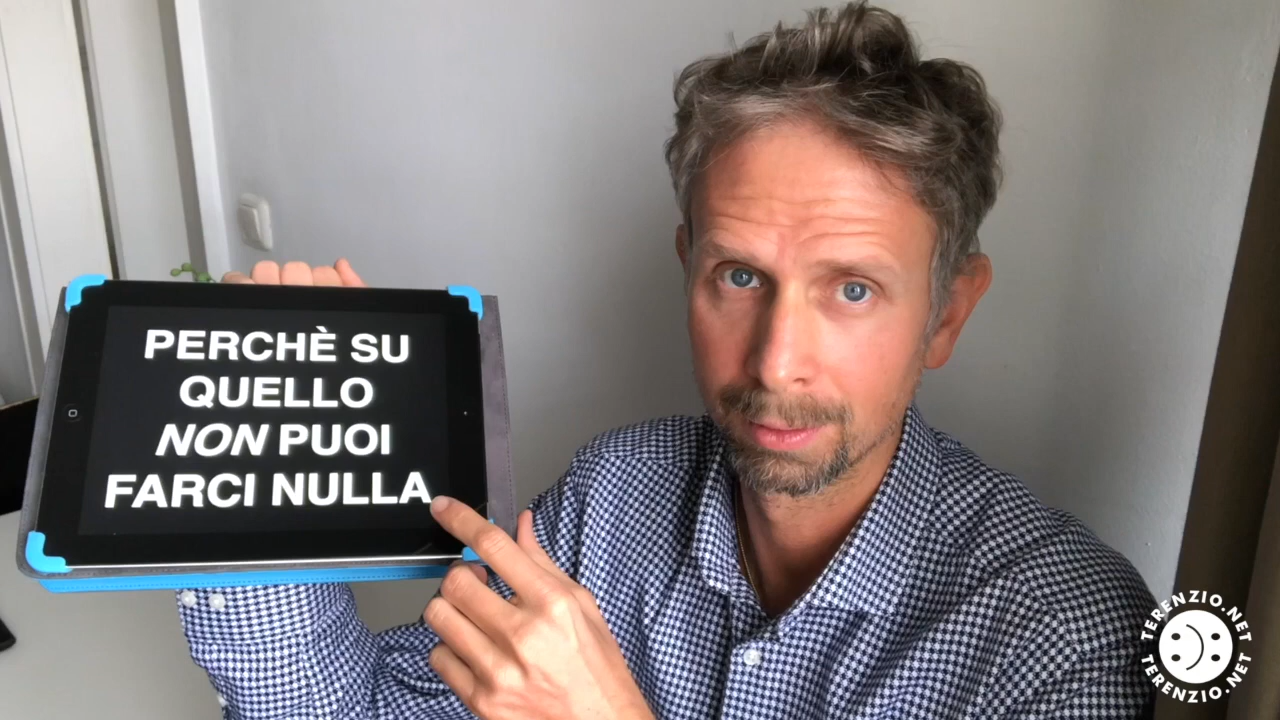 PERCHÈ SU
QUELLO
NON PUOI
FARCI NULLA
TERENZIO.NET
TERENZIO.NET